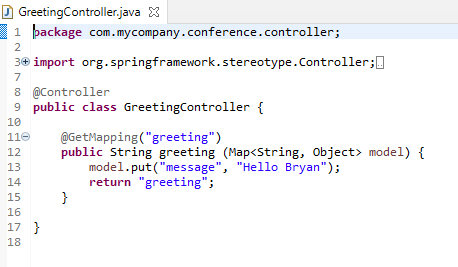 GreetingController.java
1 package com.mycompany.conference.controller;
2
3 import org.springframework.stereotype.Controller;
7
8 @Controller
9 public class GreetingController {
10
11 @GetMapping("greeting")
12 public String greeting (Map<String, Object> model) {
13 model.put("message", "Hello Bryan");
14 return "greeting";
15 }
16
17 }
18